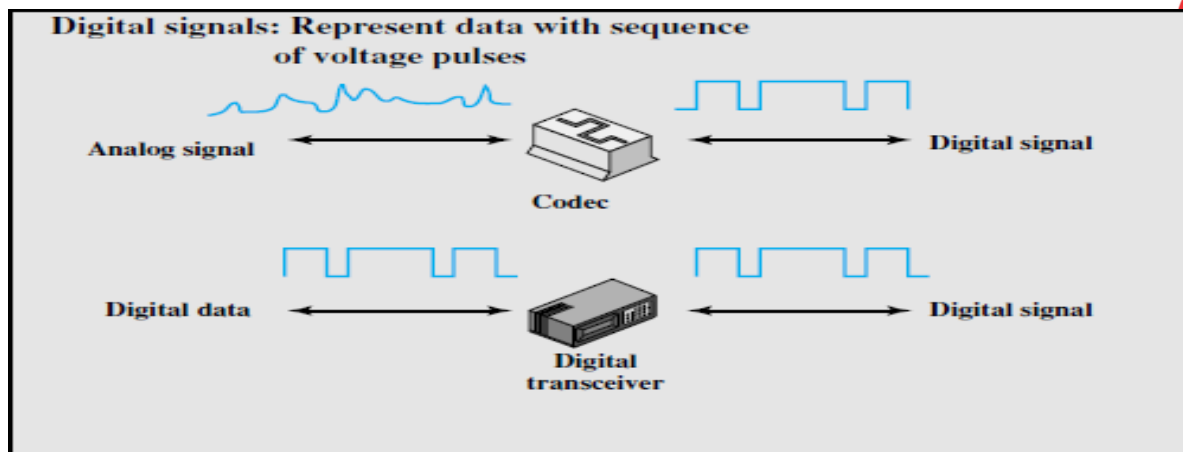 Digital signals: Represent data with sequence
of voltage pulses
Analog signal
Digital signal
Codec
Digital data
Digital signal
Digital
transceiver